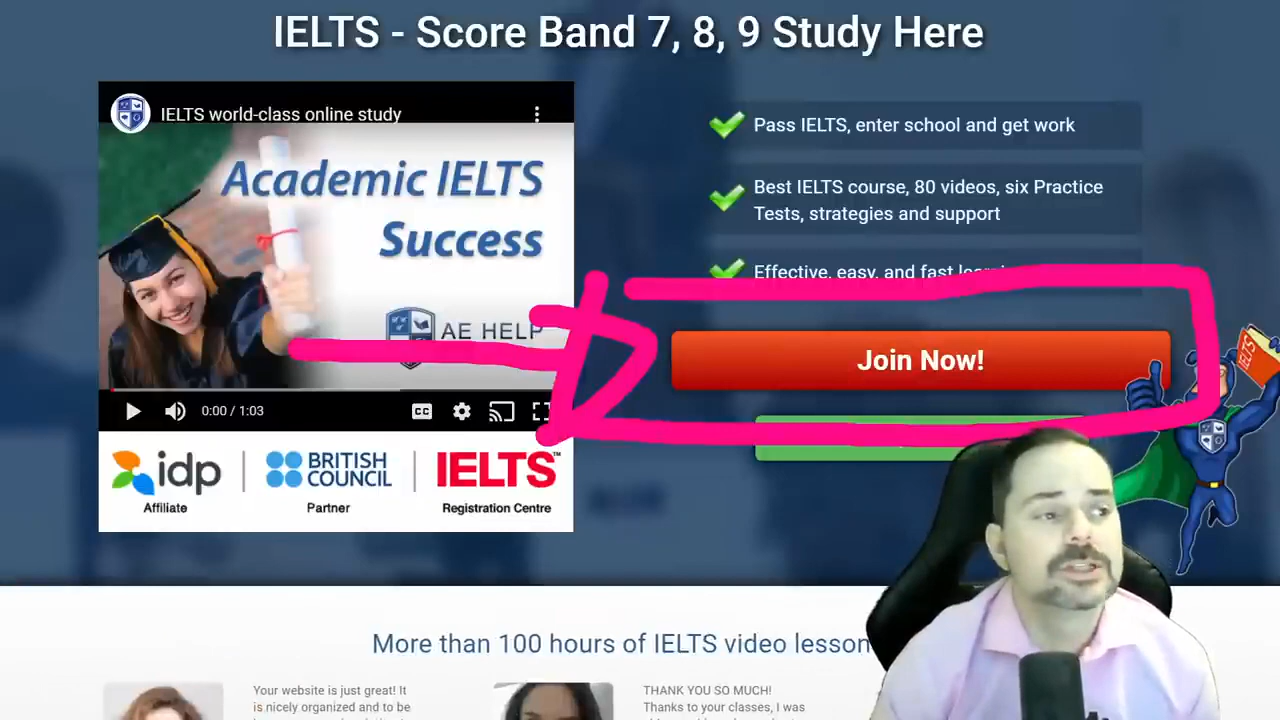 IELTS - Score Band 7, 8, 9 Study Here
IELTS world-class online study
Academic IELTS
Success
AE HELP
0:00 / 1:03
CC
idp
Affiliate
BRITISH
COUNCIL
Partner
IELTS™
Registration Centre
Pass IELTS, enter school and get work
Best IELTS course, 80 videos, six Practice
Tests, strategies and support
Effective, easy, and fast
Join Now!
IELTS
More than 100 hours of IELTS video lesson
Your website is just great! It
is nicely organized and to be
THANK YOU SO MUCH!
Thanks to your classes, I was